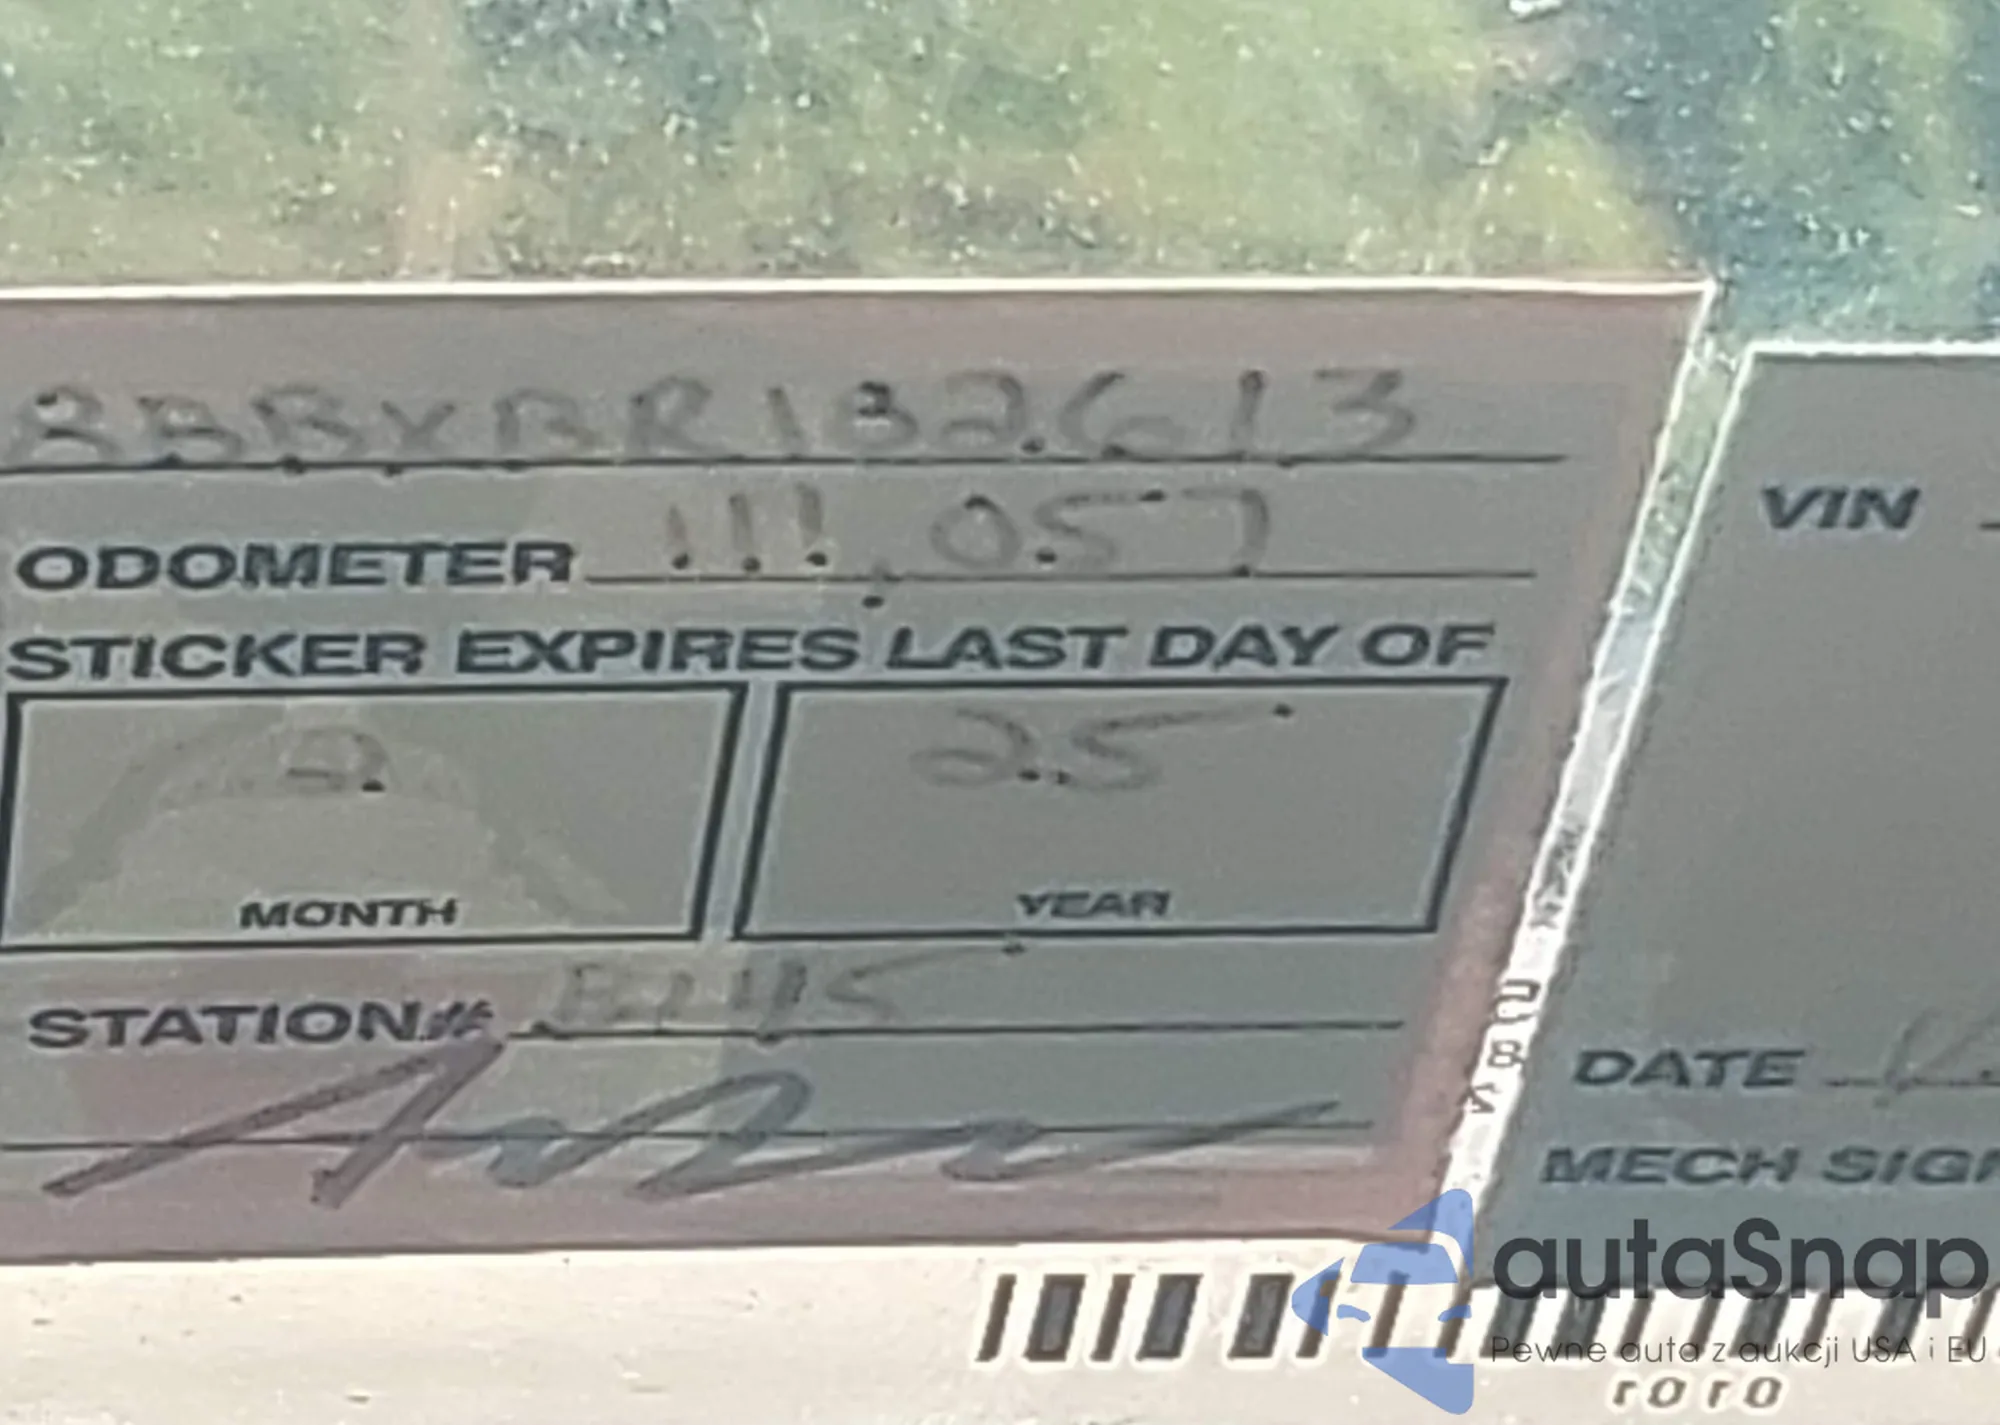 8BBYBR182613
ODOMETER 111,057
STICKER EXPIRES LAST DAY OF
2 25
MONTH YEAR
STATION#
VIN
DATE
MECH SIG
autaSnap
Pewne auta z aukcji USA i EU